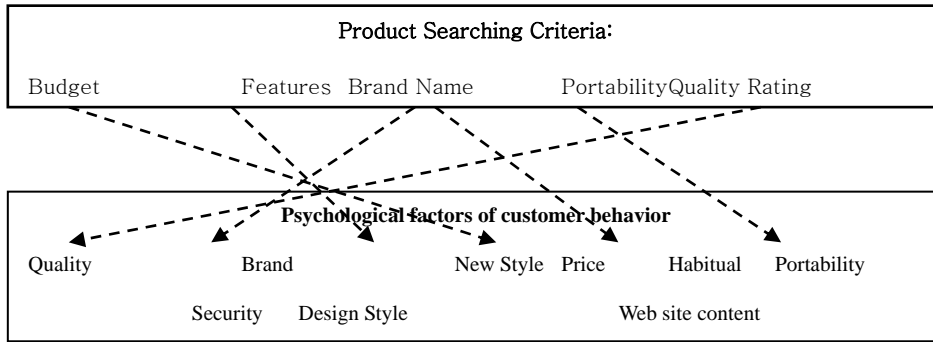 Product Searching Criteria:
Budget Features Brand Name Portability Quality Rating
Psychological factors of customer behavior
Quality Brand New Style Price Habitual Portability
Security Design Style Web site content